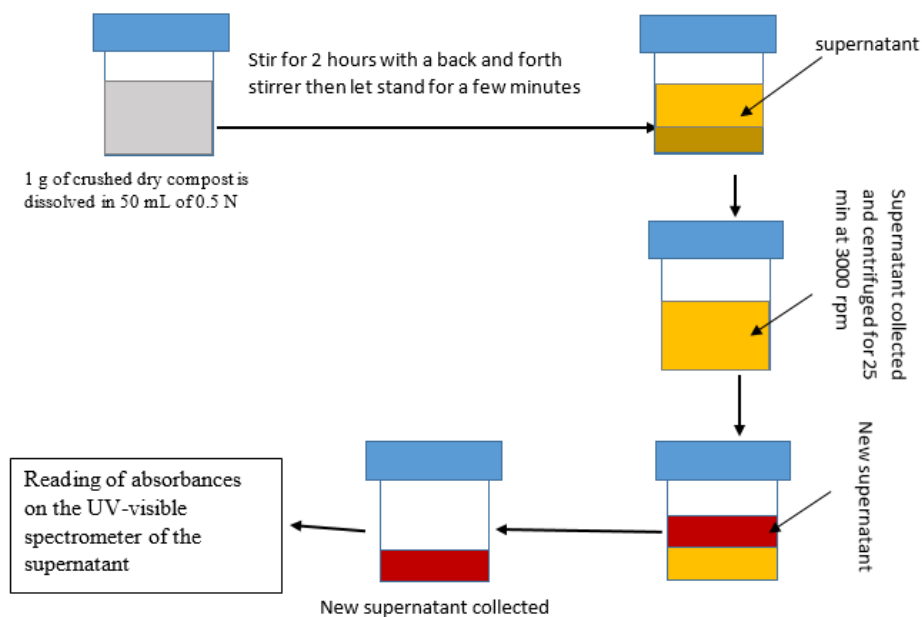 Stir for 2 hours with a back and forth
stirrer then let stand for a few minutes
supernatant
1 g of crushed dry compost is
dissolved in 50 mL of 0.5 N
Supernatant collected
and centrifuged for 25
min at 3000 rpm
New supernatant
Reading of absorbances
on the UV-visible
spectrometer of the
supernatant
New supernatant collected